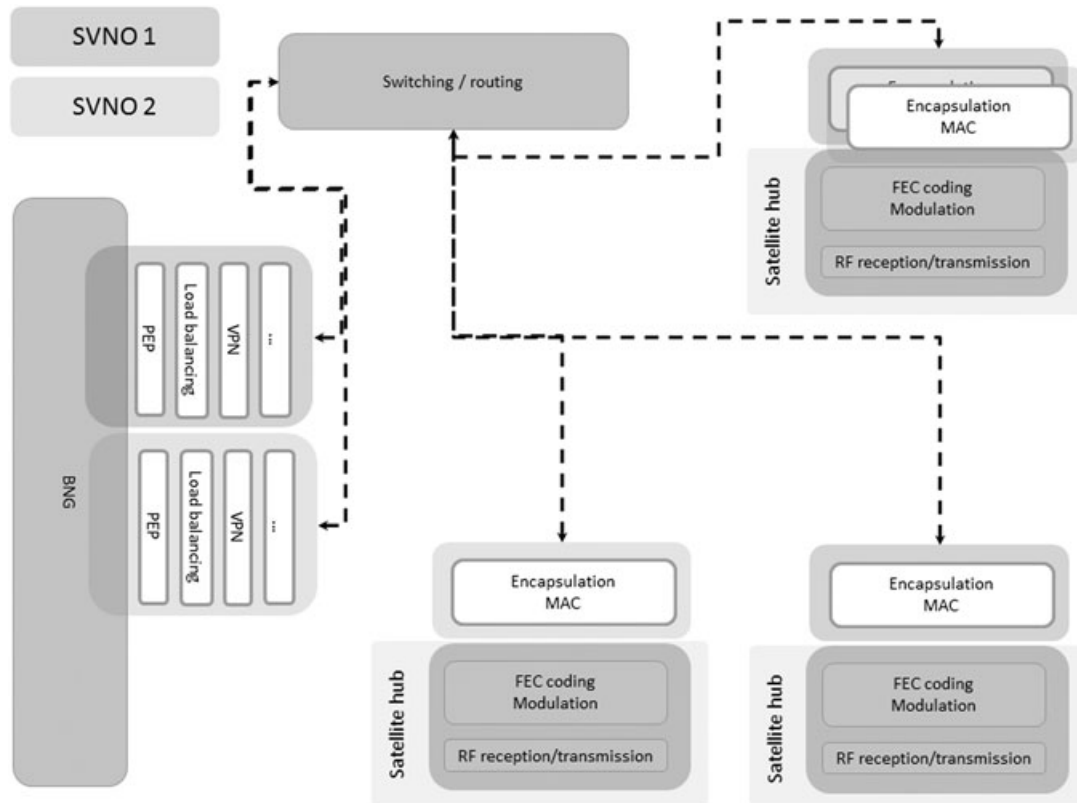 SVNO 1
SVNO 2
Switching / routing
Encapsulation
Encapsulation
MAC
Satellite hub
FEC coding
Modulation
RF reception/transmission
BNG
PEP
Load balancing
VPN
...
PEP
Load balancing
VPN
...
Encapsulation
MAC
Satellite hub
FEC coding
Modulation
RF reception/transmission
Encapsulation
MAC
Satellite hub
FEC coding
Modulation
RF reception/transmission